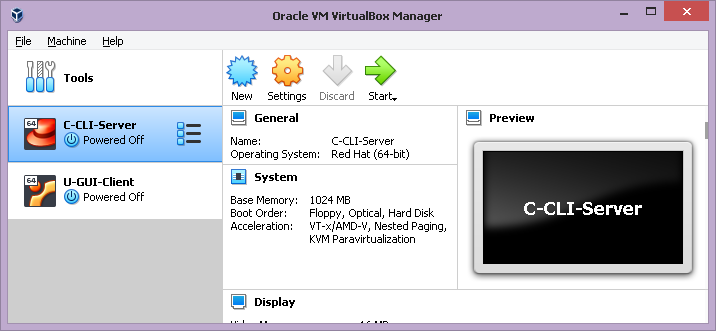 Oracle VM VirtualBox Manager
File Machine Help
Tools
New Settings Discard Start
64
C-CLI-Server
Powered Off
64
U-GUI-Client
Powered Off
General
Name: C-CLI-Server
Operating System: Red Hat (64-bit)
System
Base Memory: 1024 MB
Boot Order: Floppy, Optical, Hard Disk
Acceleration: VT-x/AMD-V, Nested Paging,
KVM Paravirtualization
Display
Preview
C-CLI-Server